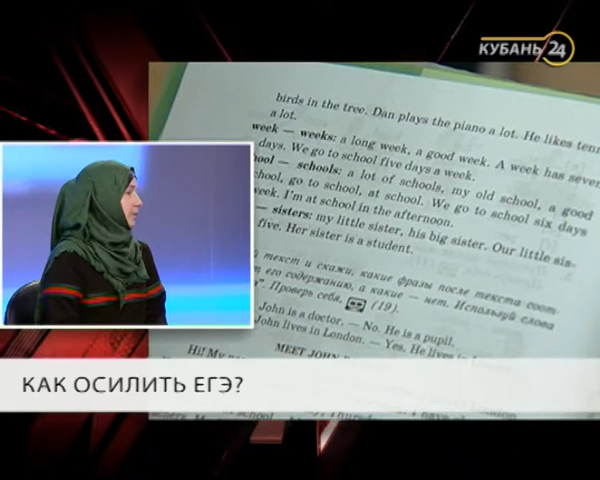 КУБАНЬ 24
birds in the tree. Dan plays the piano a lot. He likes tenn
a lot.
week — weeks: a long week, a good week. A week has seven
days. We go to school five days a week.
ool — schools: a lot of schools, my old school, a good
chool, go to school, at school. We go to school six days
week. I'm at school in the afternoon.
— sisters: my little sister, his big sister. Our little sis-
five. Her sister is a student.
й текст и скажи, какие фразы после текста соот-
т его содержанию, а какие — нет. Используй слова
". Проверь себя. (19).
John is a doctor. — No. He is a pupil.
John lives in London. — Yes. He lives in
MEET JOHN
Hi! My
КАК ОСИЛИТЬ ЕГЭ?